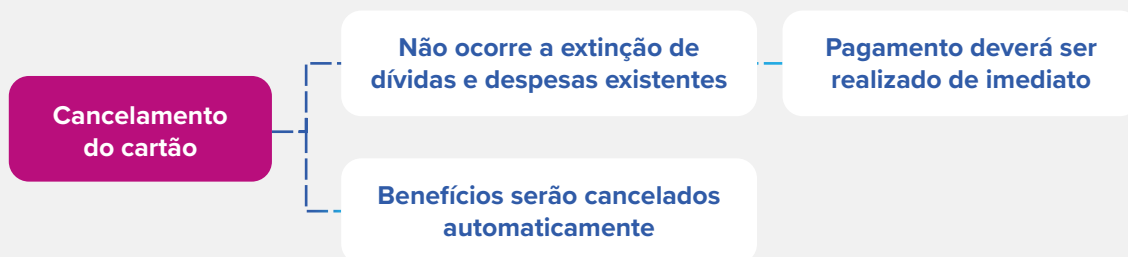 Cancelamento
do cartão
Não ocorre a extinção de
dívidas e despesas existentes
Pagamento deverá ser
realizado de imediato
Benefícios serão cancelados
automaticamente